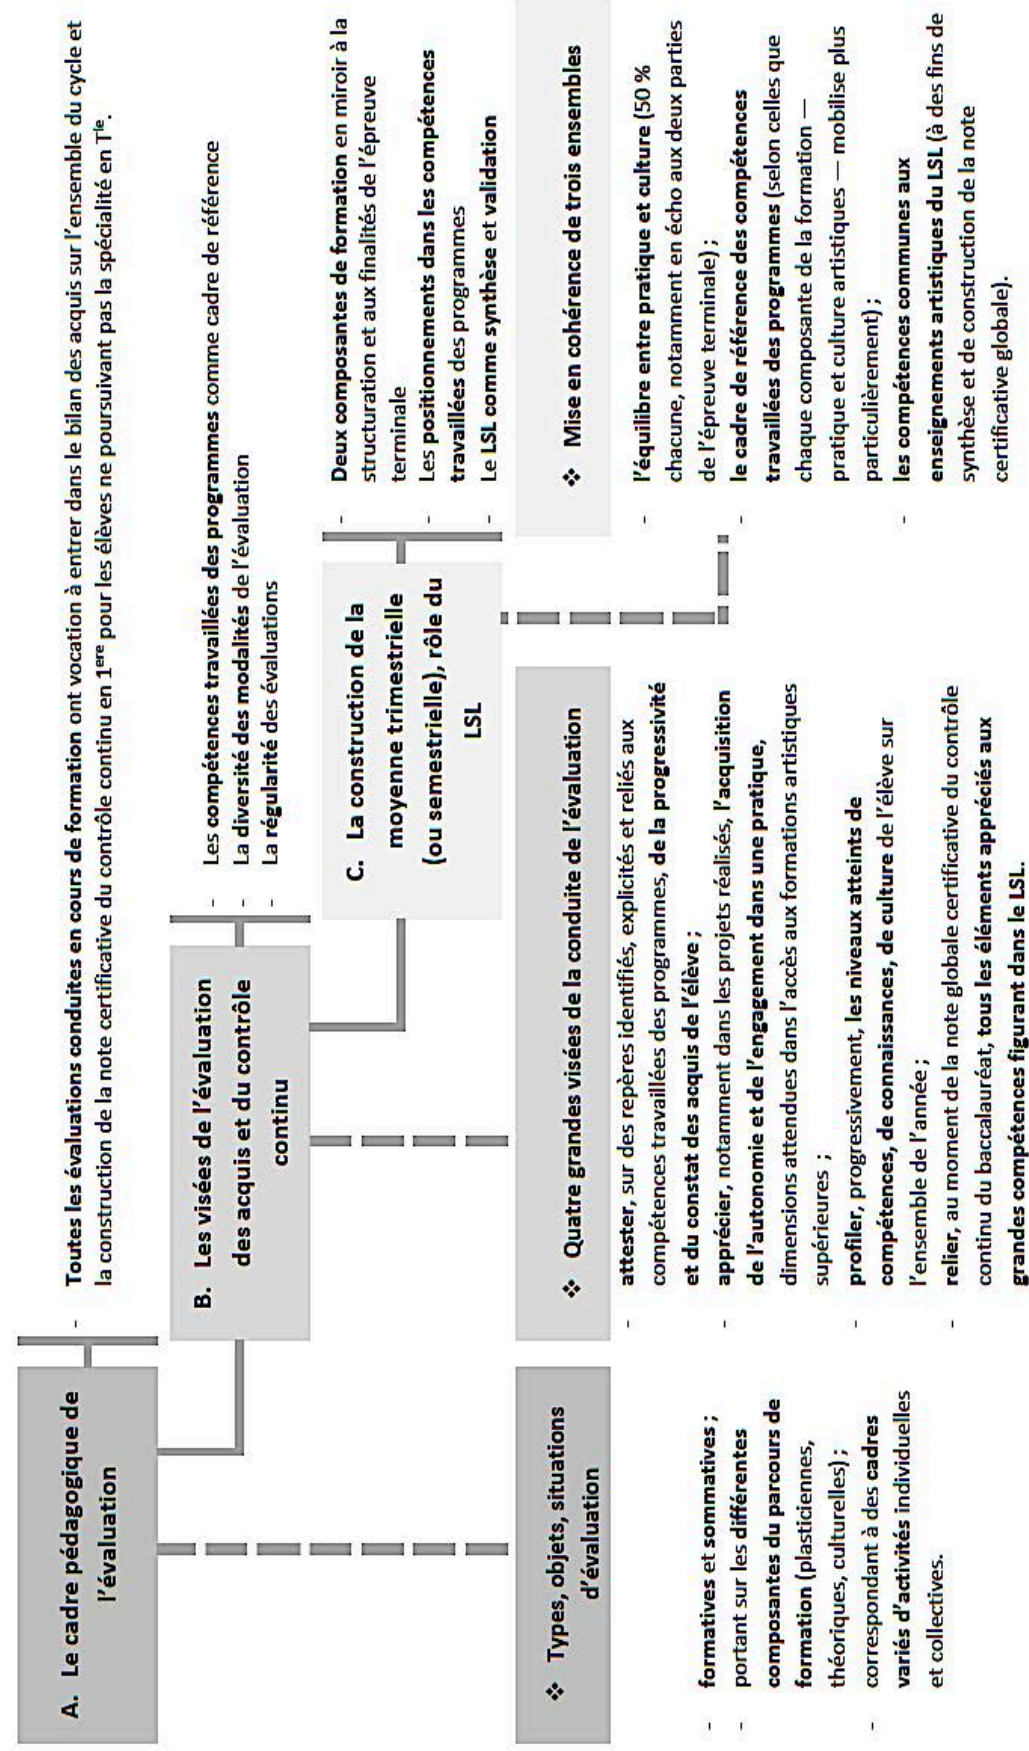 A. Le cadre pédagogique de
l'évaluation
- Toutes les évaluations conduites en cours de formation ont vocation à entrer dans le bilan des acquis sur l'ensemble du cycle et
la construction de la note certificative du contrôle continu en 1ere pour les élèves ne poursuivant pas la spécialité en Tle.
B. Les visées de l'évaluation
des acquis et du contrôle
continu
- Les compétences travaillées des programmes comme cadre de référence
- La diversité des modalités de l'évaluation
- La régularité des évaluations
C. La construction de la
moyenne trimestrielle
(ou semestrielle), rôle du
LSL
- Deux composantes de formation en miroir à la
structuration et aux finalités de l'épreuve
terminale
- Les positionnements dans les compétences
travaillées des programmes
- Le LSL comme synthèse et validation
❖ Types, objets, situations
d'évaluation
- formatives et sommatives ;
- portant sur les différentes
composantes du parcours de
formation (plasticiennes,
théoriques, culturelles) ;
- correspondant à des cadres
variés d'activités individuelles
et collectives.
❖ Quatre grandes visées de la conduite de l'évaluation
- attester, sur des repères identifiés, explicités et reliés aux
compétences travaillées des programmes, de la progressivité
et du constat des acquis de l'élève ;
- apprécier, notamment dans les projets réalisés, l'acquisition
de l'autonomie et de l'engagement dans une pratique,
dimensions attendues dans l'accès aux formations artistiques
supérieures ;
- profiler, progressivement, les niveaux atteints de
compétences, de connaissances, de culture de l'élève sur
l'ensemble de l'année ;
- relier, au moment de la note globale certificative du contrôle
continu du baccalauréat, tous les éléments appréciés aux
grandes compétences figurant dans le LSL.
❖ Mise en cohérence de trois ensembles
- l'équilibre entre pratique et culture (50 %
chacune, notamment en écho aux deux parties
de l'épreuve terminale) ;
- le cadre de référence des compétences
travaillées des programmes (selon celles que
chaque composante de la formation —
pratique et culture artistiques — mobilise plus
particulièrement) ;
- les compétences communes aux
enseignements artistiques du LSL (à des fins de
synthèse et de construction de la note
certificative globale).